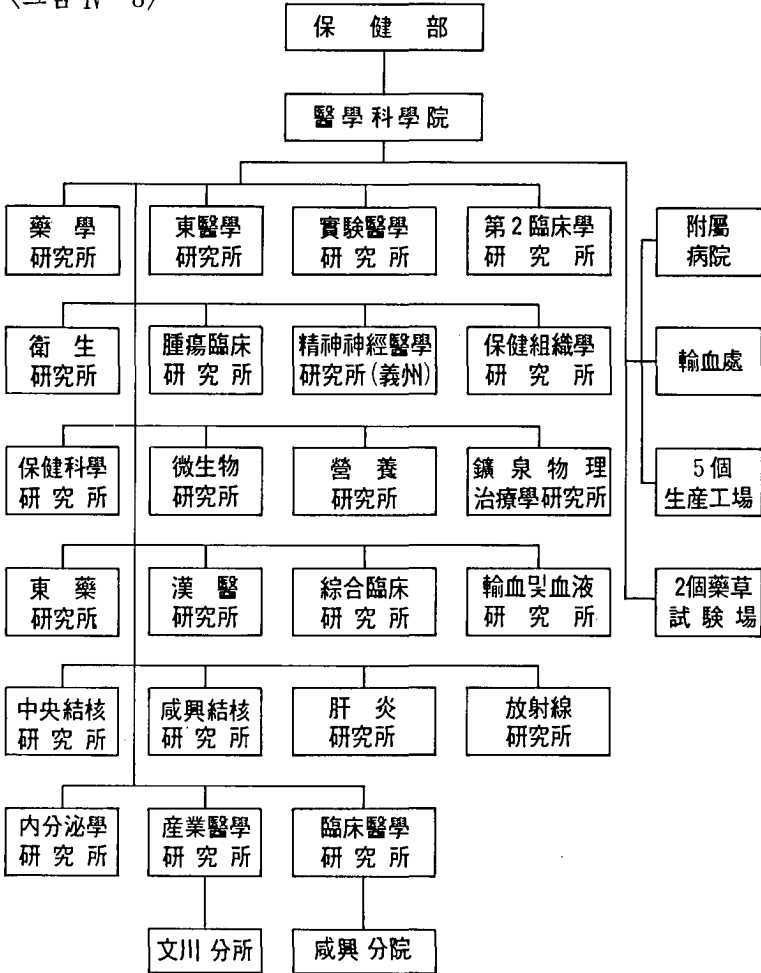 保健部
醫學科學院
藥學
研究所
東醫學
研究所
實驗醫學
研究所
第2臨床學
研究所
附屬
病院
衛生
研究所
腫瘍臨床
研究所
精神神經醫學
研究所(義州)
保健組織學
研究所
輸血處
保健科學
研究所
微生物
研究所
營養
研究所
鑛泉物理
治療學硏究所
5個
生産工場
東藥
研究所
漢醫
研究所
綜合臨床
研究所
輸血및血液
研究所
2個藥草
試驗場
中央結核
研究所
咸興結核
研究所
肝炎
研究所
放射線
研究所
内分泌學
研究所
産業醫學
研究所
臨床醫學
研究所
文川分所
咸興分院